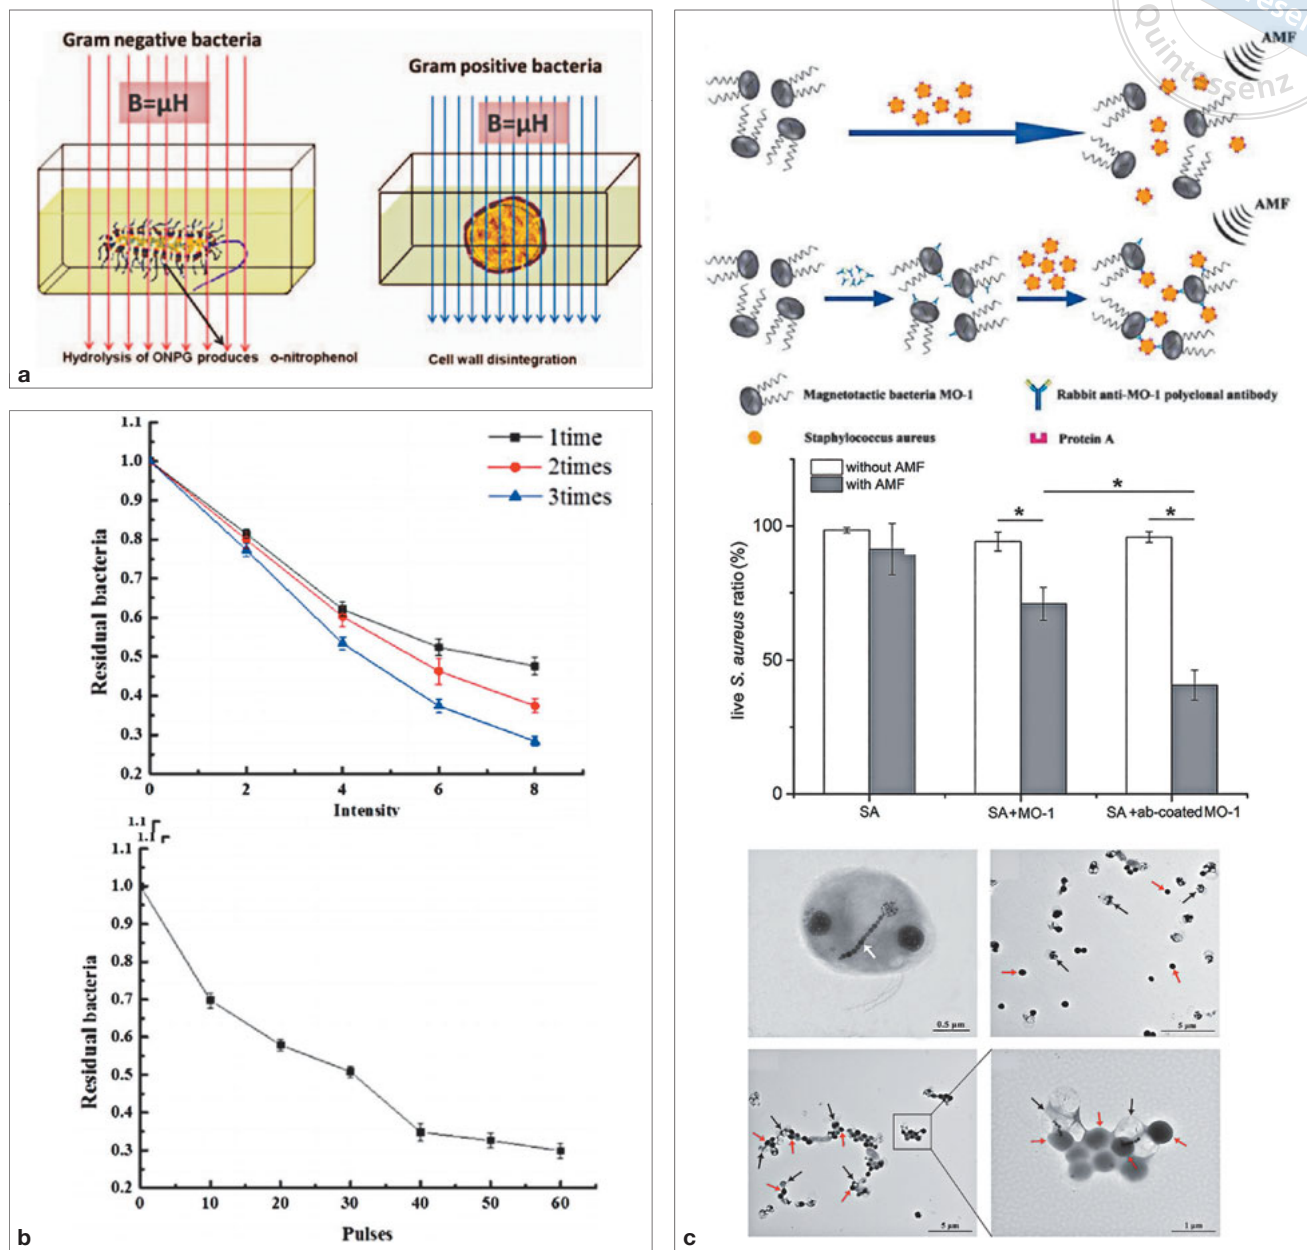 Gram negative bacteria
B=μH
Gram positive bacteria
B=μH
Hydrolysis of ONPG produces o-nitrophenol
Cell wall disintegration
a
1.1
1.0
0.9
0.8
0.7
0.6
0.5
0.4
0.3
0.2
Residual bacteria
1time
2times
3times
0 2 4 6 8
Intensity
1.1
1.1
1.1
1.0
0.9
0.8
0.7
0.6
0.5
0.4
0.3
0.2
Residual bacteria
0 10 20 30 40 50 60
Pulses
b
Quintessenz
AMF
AMF
Magnetotactic bacteria MO-1
Rabbit anti-MO-1 polyclonal antibody
Staphylococcus aureus
Protein A
without AMF
with AMF
*
*
*
100
50
0
live S. aureus ratio (%)
SA
SA+MO-1
SA+ab-coated MO-1
0.5 μm
5 μm
5 μm
1 μm
c